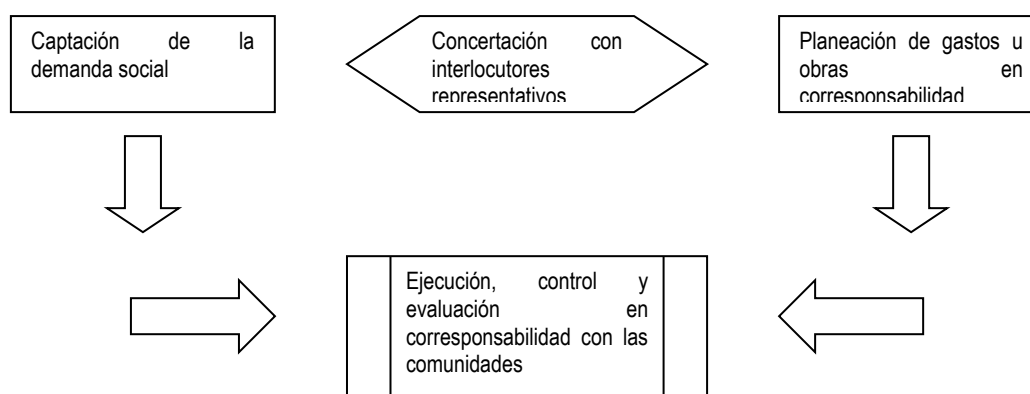 Captación de la
demanda social
Concertación con
interlocutores
representativos
Planeación de gastos u
obras en
corresponsabilidad
Ejecución, control y
evaluación en
corresponsabilidad con las
comunidades